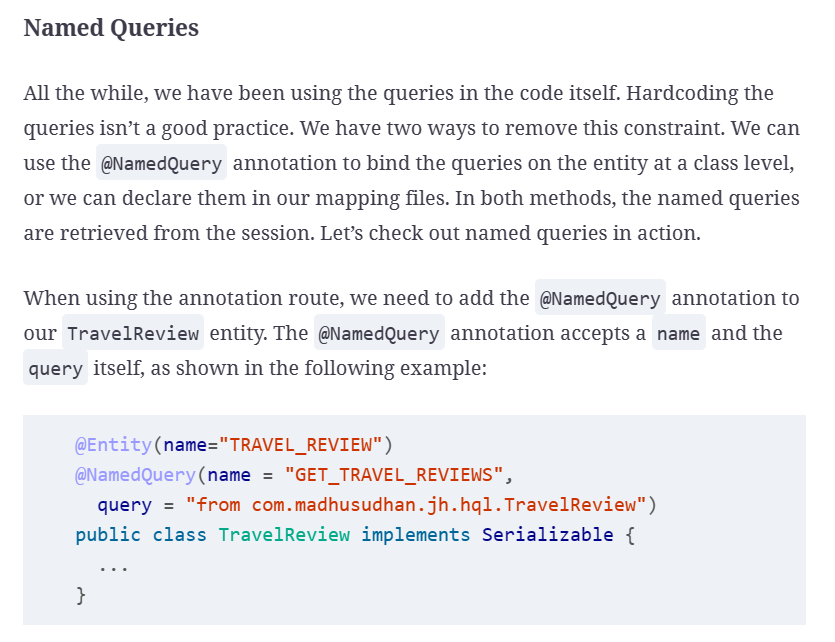 Named Queries
All the while, we have been using the queries in the code itself. Hardcoding the
queries isn’t a good practice. We have two ways to remove this constraint. We can
use the @NamedQuery annotation to bind the queries on the entity at a class level,
or we can declare them in our mapping files. In both methods, the named queries
are retrieved from the session. Let’s check out named queries in action.
When using the annotation route, we need to add the @NamedQuery annotation to
our TravelReview entity. The @NamedQuery annotation accepts a name and the
query itself, as shown in the following example:
@Entity(name="TRAVEL_REVIEW")
@NamedQuery(name = "GET_TRAVEL_REVIEWS",
query = "from com.madhusudhan.jh.hql.TravelReview")
public class TravelReview implements Serializable {
...
}